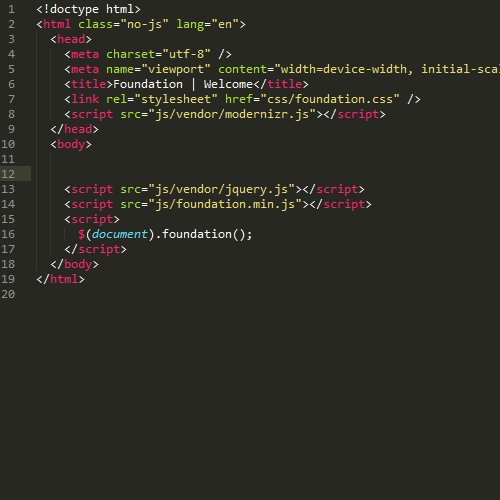 1 <!doctype html>
2 <html class="no-js" lang="en">
3 <head>
4 <meta charset="utf-8" />
5 <meta name="viewport" content="width=device-width, initial-scal
6 <title>Foundation | Welcome</title>
7 <link rel="stylesheet" href="css/foundation.css" />
8 <script src="js/vendor/modernizr.js"></script>
9 </head>
10 <body>
11
12
13 <script src="js/vendor/jquery.js"></script>
14 <script src="js/foundation.min.js"></script>
15 <script>
16 $(document).foundation();
17 </script>
18 </body>
19 </html>
20